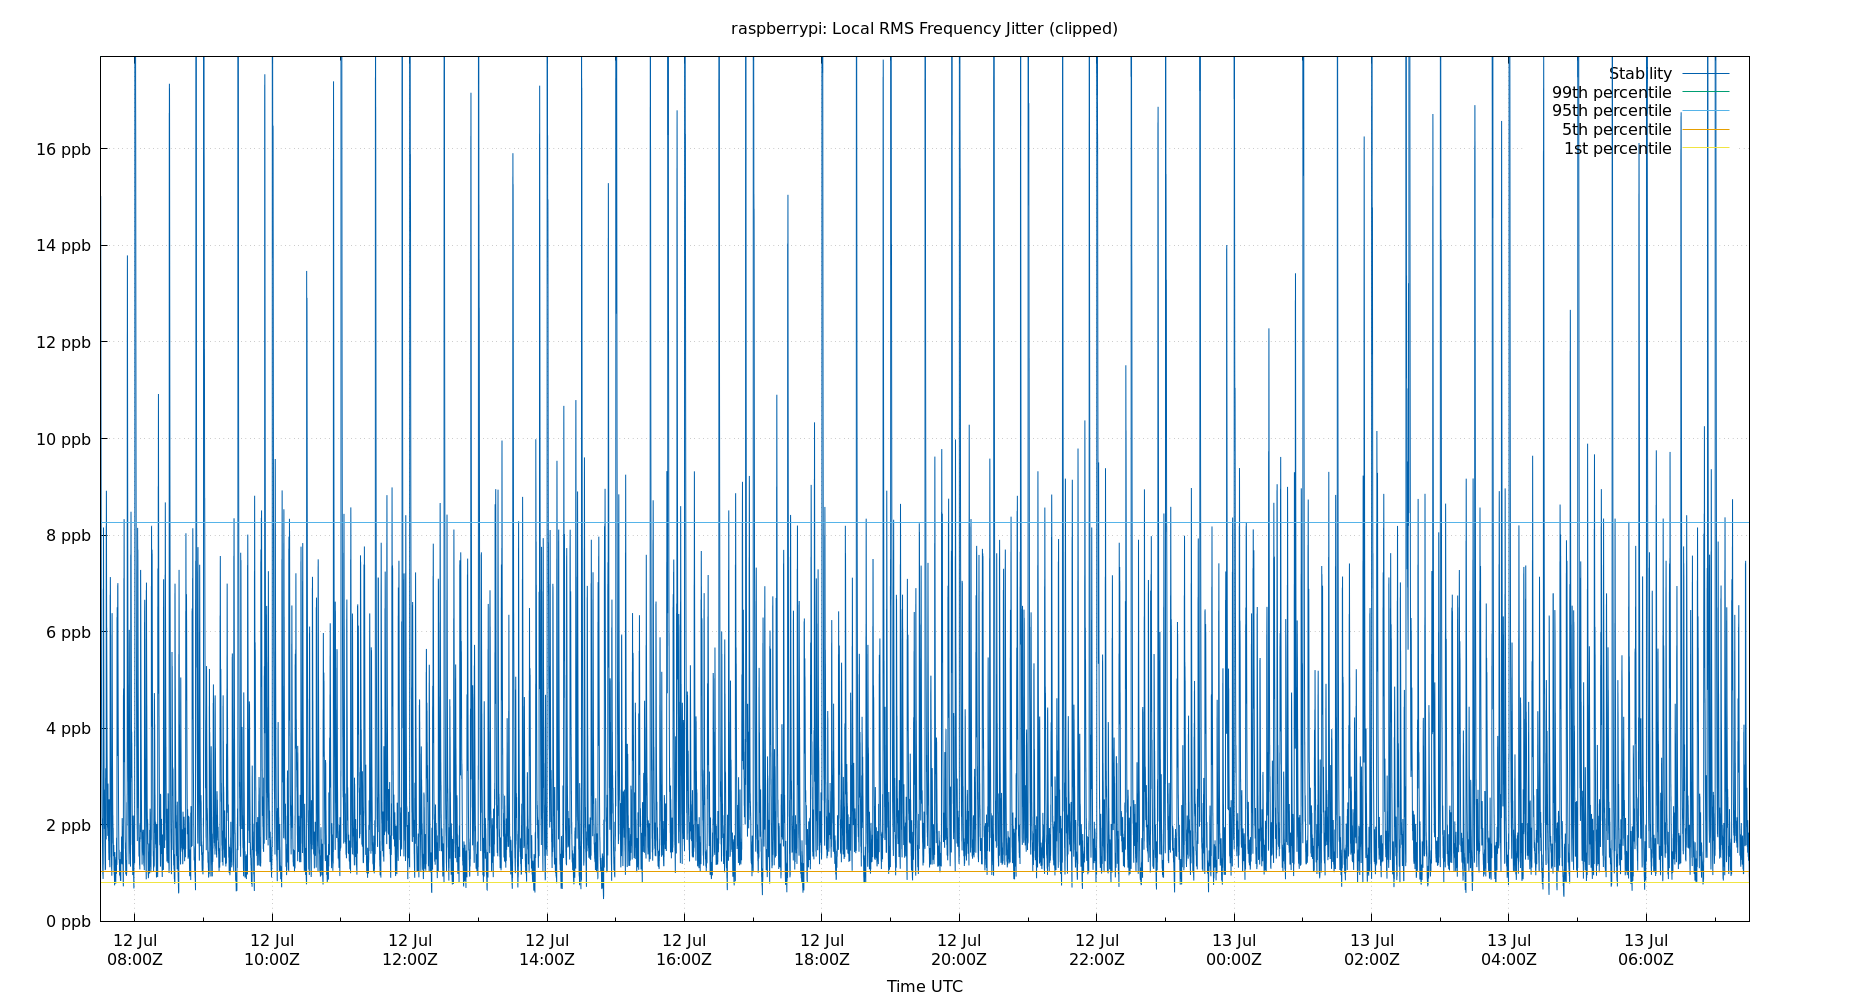 raspberrypi: Local RMS Frequency Jitter (clipped)
Stability
99th percentile
95th percentile
5th percentile
1st percentile
16 ppb
14 ppb
12 ppb
10 ppb
8 ppb
6 ppb
4 ppb
2 ppb
0 ppb
12 Jul 12 Jul 12 Jul 12 Jul 12 Jul 12 Jul 12 Jul 12 Jul 13 Jul 13 Jul 13 Jul 13 Jul
08:00Z 10:00Z 12:00Z 14:00Z 16:00Z 18:00Z 20:00Z 22:00Z 00:00Z 02:00Z 04:00Z 06:00Z
Time UTC